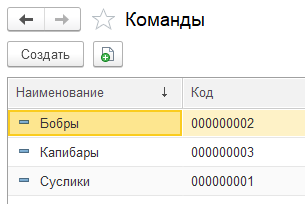 Команды
Создать
Наименование ↓ Код
Бобры 000000002
Капибары 000000003
Суслики 000000001